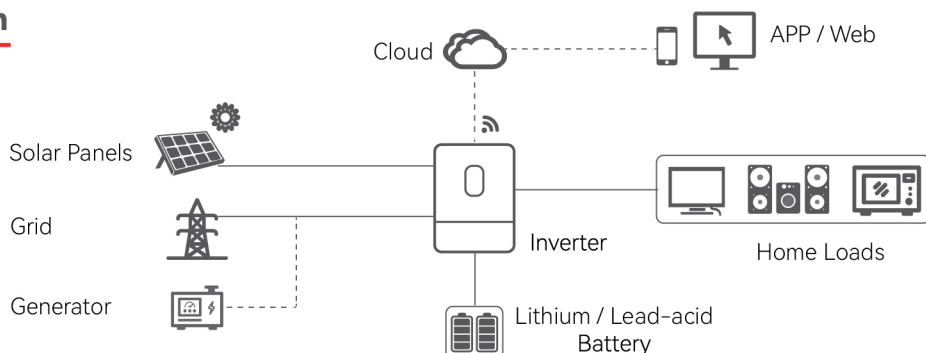 Cloud
APP / Web
Solar Panels
Grid
Inverter
Home Loads
Generator
Lithium / Lead-acid
Battery